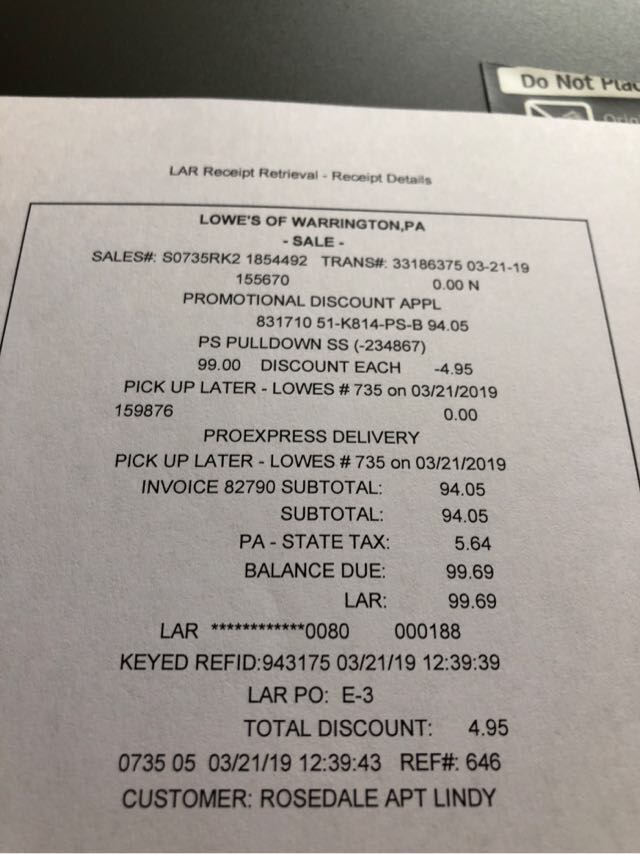 Do Not
LAR Receipt Retrieval - Receipt Details
LOWE'S OF WARRINGTON,PA
- SALE -
SALES#: S0735RK2 1854492 TRANS#: 33186375 03-21-19
155670 0.00 N
PROMOTIONAL DISCOUNT APPL
831710 51-K814-PS-B 94.05
PS PULLDOWN SS (-234867)
99.00 DISCOUNT EACH -4.95
PICK UP LATER - LOWES # 735 on 03/21/2019
159876 0.00
PROEXPRESS DELIVERY
PICK UP LATER - LOWES # 735 on 03/21/2019
INVOICE 82790 SUBTOTAL: 94.05
SUBTOTAL: 94.05
PA - STATE TAX: 5.64
BALANCE DUE: 99.69
LAR: 99.69
LAR ************0080 000188
KEYED REFID:943175 03/21/19 12:39:39
LAR PO: E-3
TOTAL DISCOUNT: 4.95
0735 05 03/21/19 12:39:43 REF#: 646
CUSTOMER: ROSEDALE APT LINDY